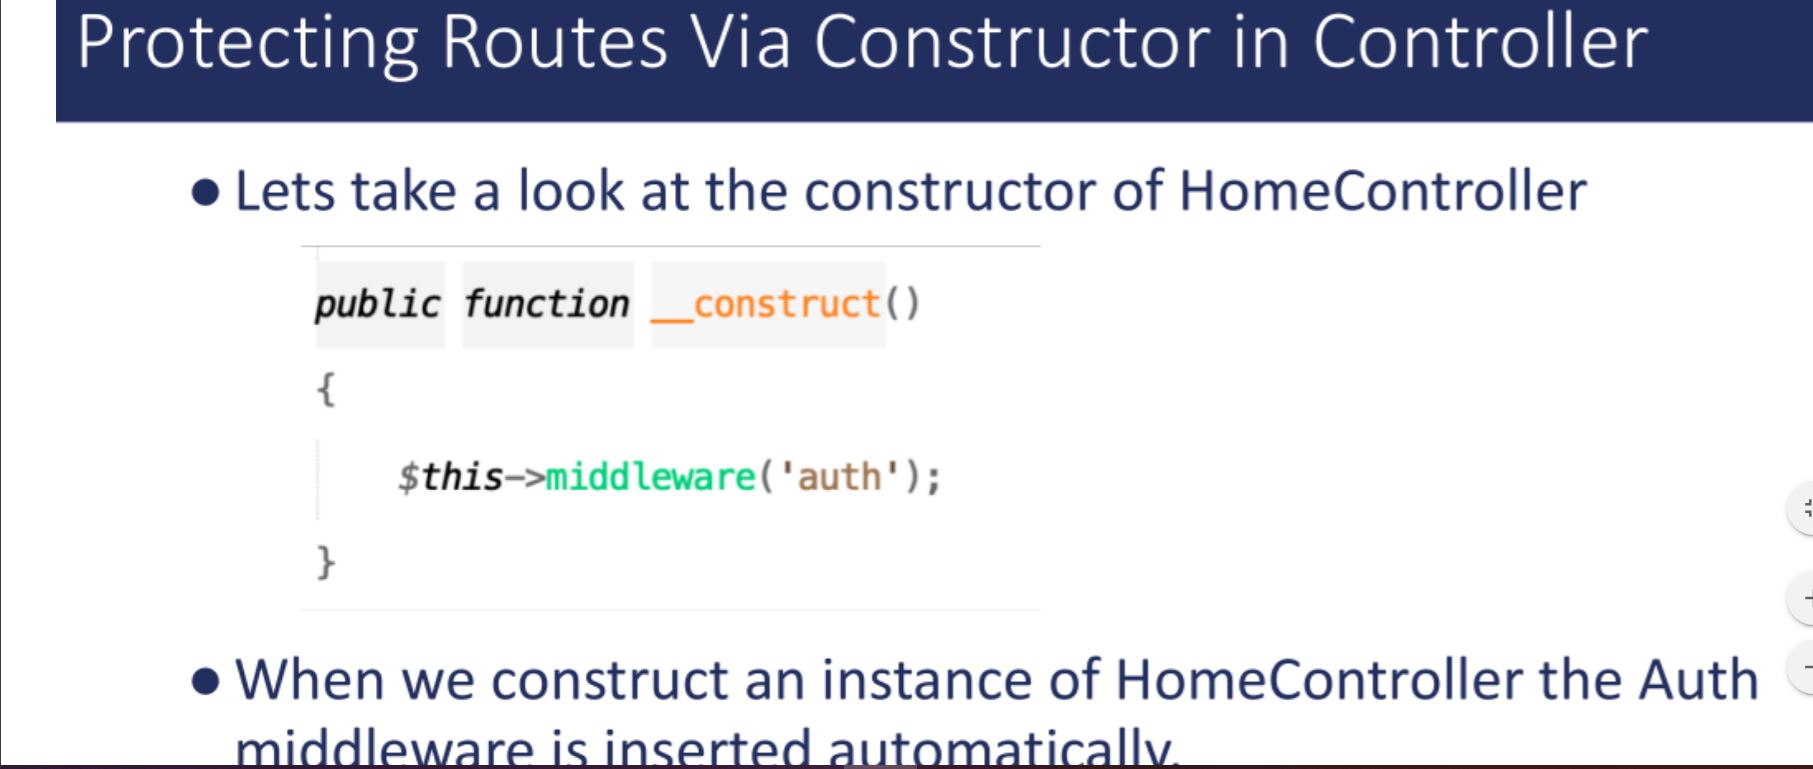 Protecting Routes Via Constructor in Controller
● Lets take a look at the constructor of HomeController
public function __construct()
{
$this->middleware('auth');
}
● When we construct an instance of HomeController the Auth
middleware is inserted automatically.